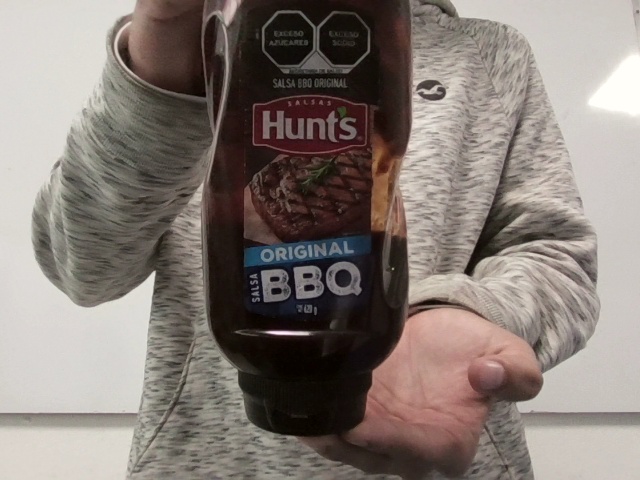 EXCESO AZÚCARES
EXCESO SODIO
SALSA BBQ ORIGINAL
SALSAS
Hunt's
ORIGINAL
SALSA BBQ